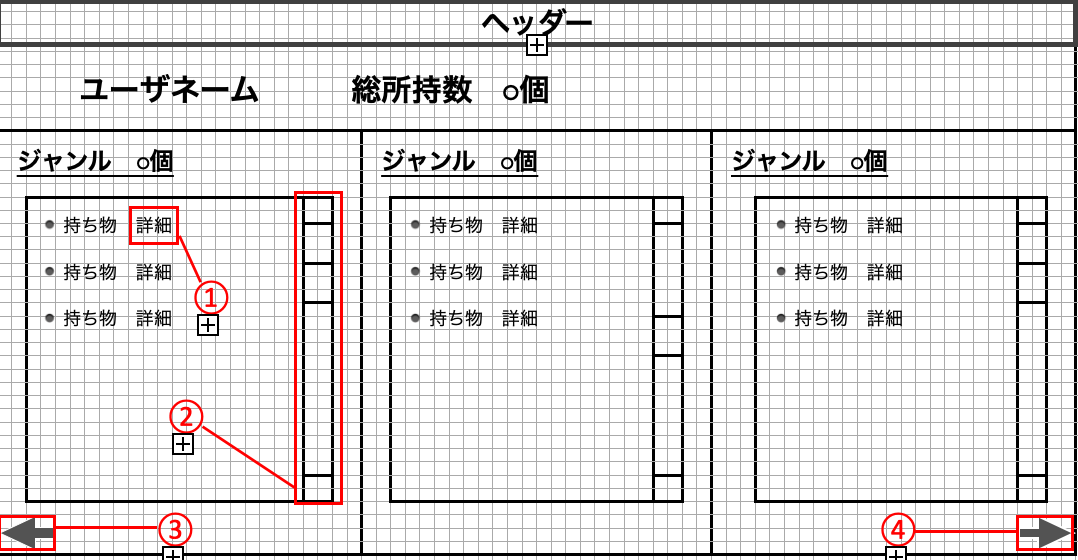 ヘッダー
ユーザネーム　総所持数　○個
ジャンル　○個
持ち物　詳細
持ち物　詳細
持ち物　詳細
ジャンル　○個
持ち物　詳細
持ち物　詳細
持ち物　詳細
ジャンル　○個
持ち物　詳細
持ち物　詳細
持ち物　詳細
①
②
③
④